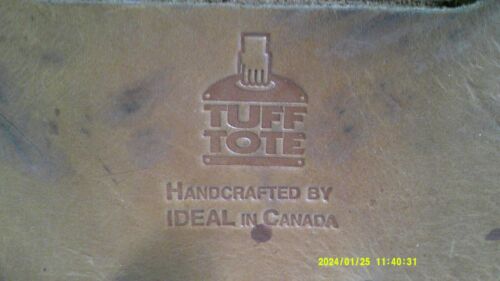 TUFF
TOTE
HANDCRAFTED BY
IDEAL IN CANADA
2024/01/25 11:40:31